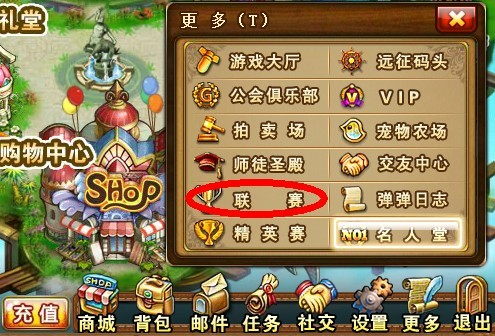 礼堂
更多(T)
游戏大厅
远征码头
G
公会俱乐部
VIP
拍卖场
宠物农场
购物中心
师徒圣殿
交友中心
SHOP
联赛
弹弹日志
精英赛
NO1 名人堂
SHOP
充值
商城
背包
邮件
任务
社交
设置
更多
退出